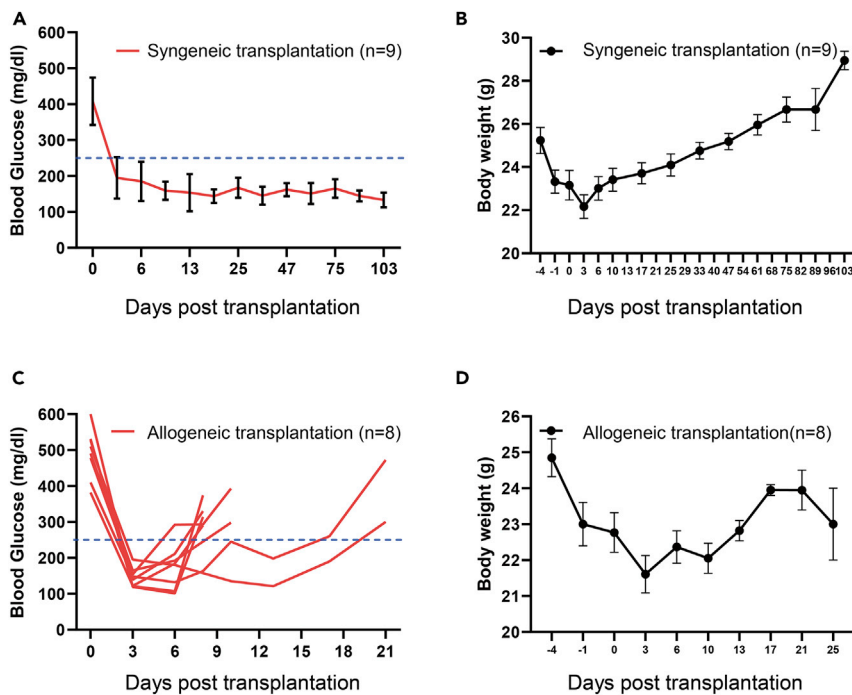 A
Blood Glucose (mg/dl)
600
500
400
300
200
100
0
Syngeneic transplantation (n=9)
0 6 13 25 47 75 103
Days post transplantation
B
Body weight (g)
30
28
26
24
22
20
Syngeneic transplantation (n=9)
-4 -1 0 3 6 10 13 17 21 25 29 33 40 47 54 61 68 75 82 89 96 103
Days post transplantation
C
Blood Glucose (mg/dl)
600
500
400
300
200
100
0
Allogeneic transplantation (n=8)
0 3 6 9 12 15 18 21
Days post transplantation
D
Body weight (g)
26
25
24
23
22
21
20
Allogeneic transplantation(n=8)
-4 -1 0 3 6 10 13 17 21 25
Days post transplantation